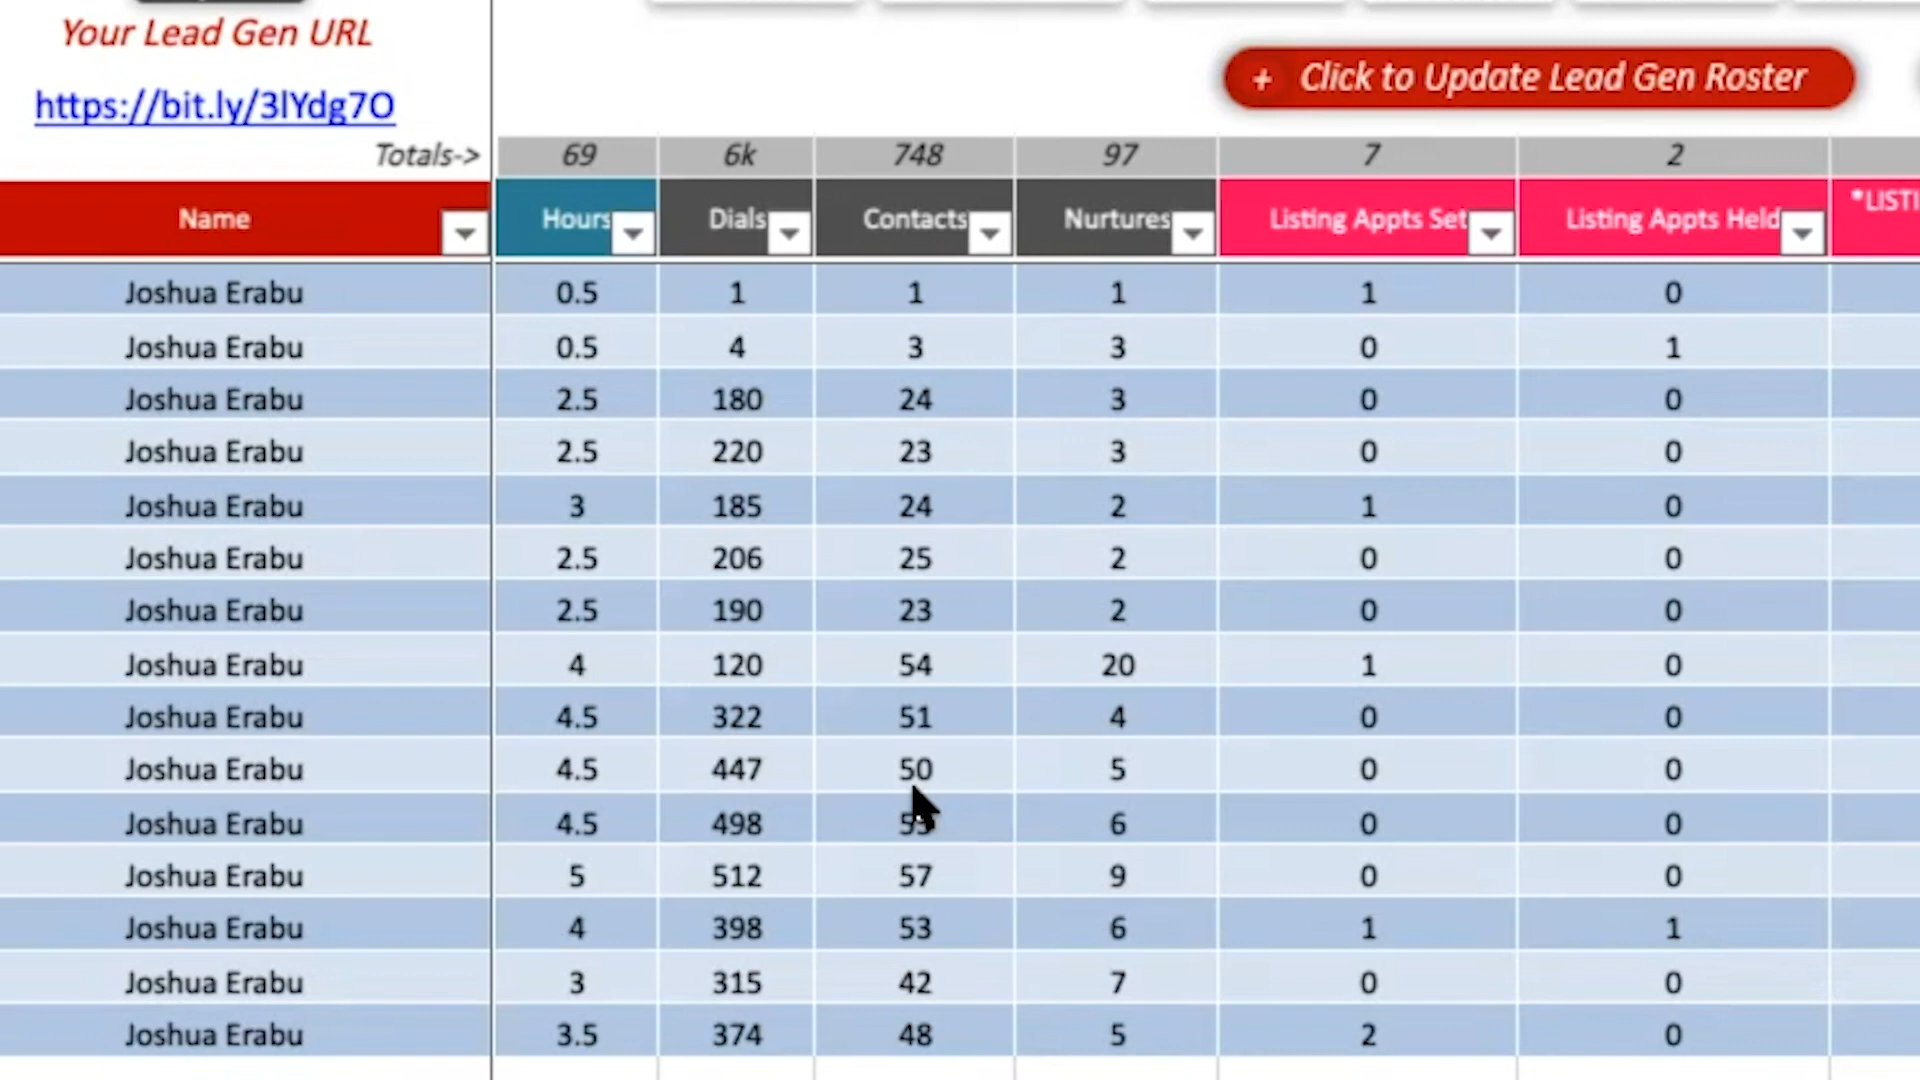 Your Lead Gen URL
https://bit.ly/3lYdg7O
+ Click to Update Lead Gen Roster
Totals-> 69 6k 748 97 7 2
Name Hours Dials Contacts Nurtures Listing Appts Set Listing Appts Held *LISTI
Joshua Erabu 0.5 1 1 1 1 0
Joshua Erabu 0.5 4 3 3 0 1
Joshua Erabu 2.5 180 24 3 0 0
Joshua Erabu 2.5 220 23 3 0 0
Joshua Erabu 3 185 24 2 1 0
Joshua Erabu 2.5 206 25 2 0 0
Joshua Erabu 2.5 190 23 2 0 0
Joshua Erabu 4 120 54 20 1 0
Joshua Erabu 4.5 322 51 4 0 0
Joshua Erabu 4.5 447 50 5 0 0
Joshua Erabu 4.5 498 6 0 0
Joshua Erabu 5 512 57 9 0 0
Joshua Erabu 4 398 53 6 1 1
Joshua Erabu 3 315 42 7 0 0
Joshua Erabu 3.5 374 48 5 2 0